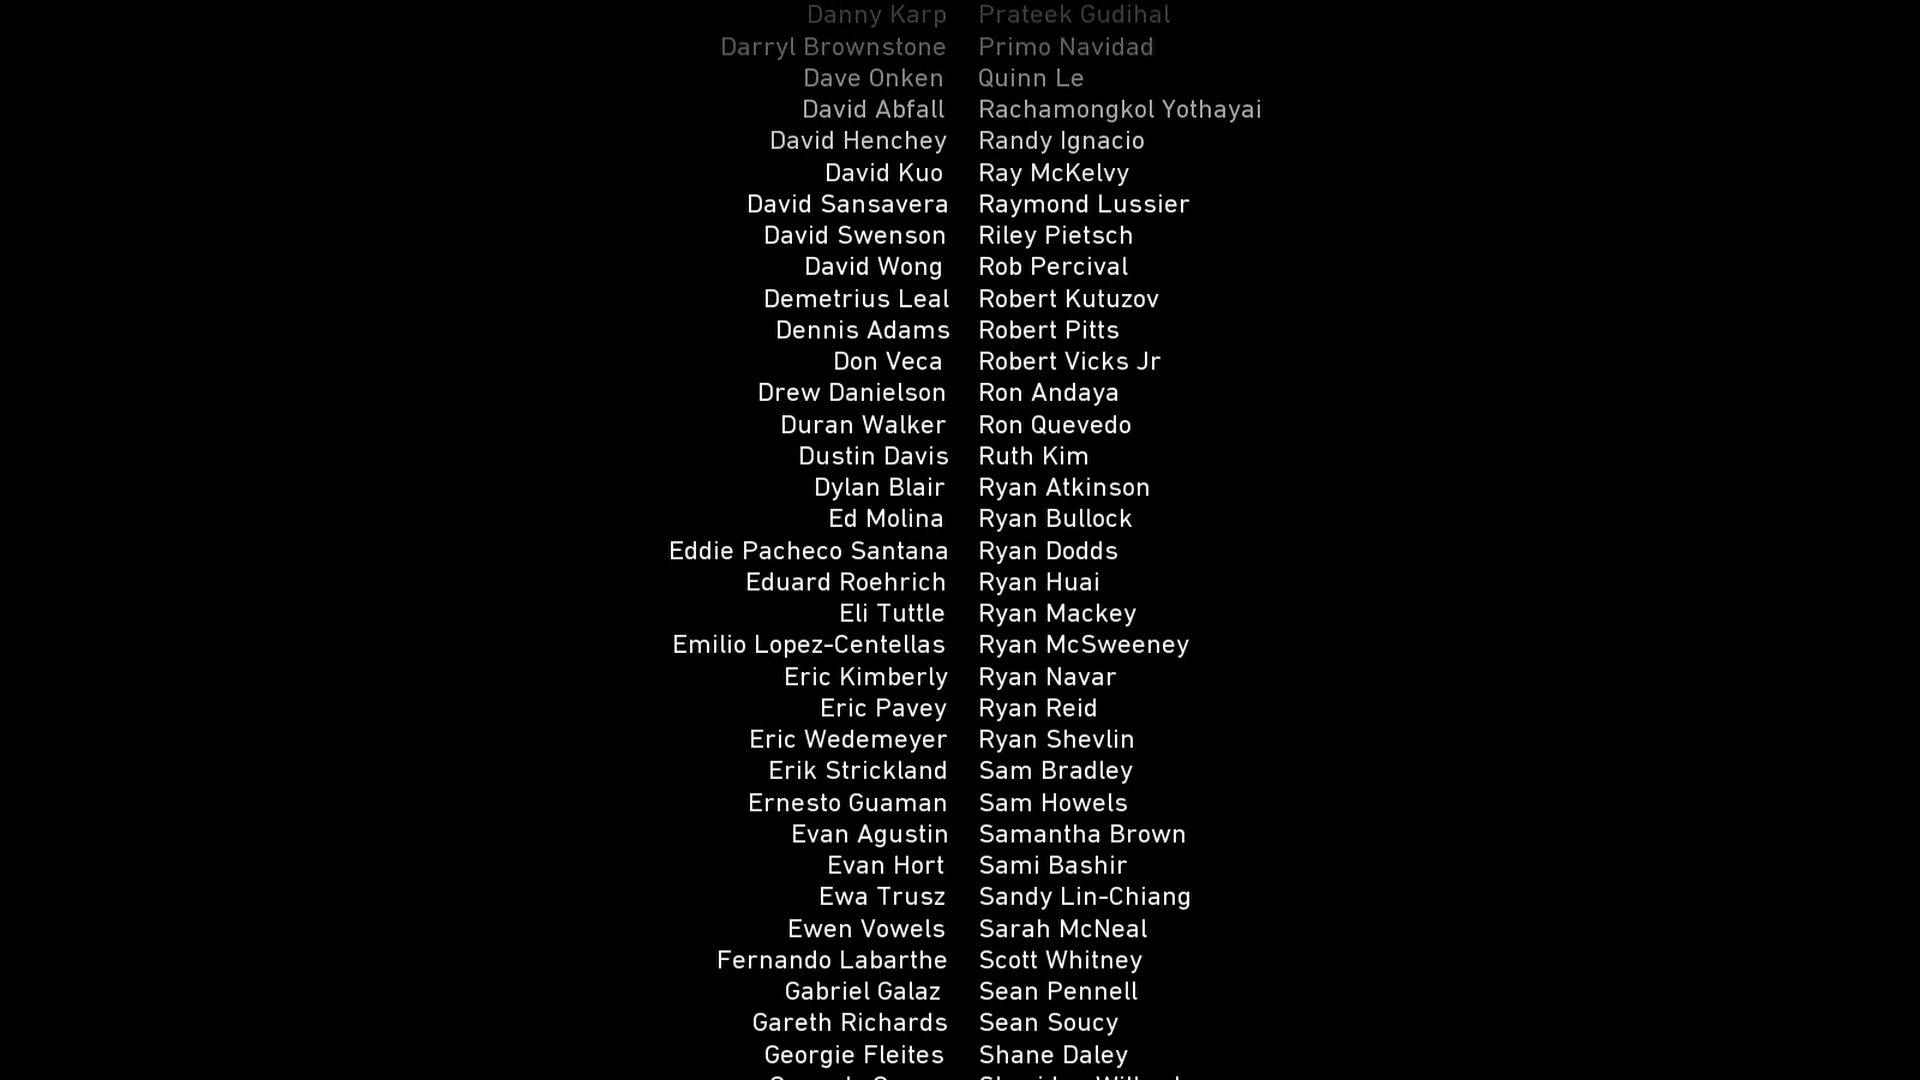 Danny Karp Prateek Gudihal
Darryl Brownstone Primo Navidad
Dave Onken Quinn Le
David Abfall Rachamongkol Yothayai
David Henchey Randy Ignacio
David Kuo Ray McKelvy
David Sansavera Raymond Lussier
David Swenson Riley Pietsch
David Wong Rob Percival
Demetrius Leal Robert Kutuzov
Dennis Adams Robert Pitts
Don Veca Robert Vicks Jr
Drew Danielson Ron Andaya
Duran Walker Ron Quevedo
Dustin Davis Ruth Kim
Dylan Blair Ryan Atkinson
Ed Molina Ryan Bullock
Eddie Pacheco Santana Ryan Dodds
Eduard Roehrich Ryan Huai
Eli Tuttle Ryan Mackey
Emilio Lopez-Centellas Ryan McSweeney
Eric Kimberly Ryan Navar
Eric Pavey Ryan Reid
Eric Wedemeyer Ryan Shevlin
Erik Strickland Sam Bradley
Ernesto Guaman Sam Howels
Evan Agustin Samantha Brown
Evan Hort Sami Bashir
Ewa Trusz Sandy Lin-Chiang
Ewen Vowels Sarah McNeal
Fernando Labarthe Scott Whitney
Gabriel Galaz Sean Pennell
Gareth Richards Sean Soucy
Georgie Fleites Shane Daley